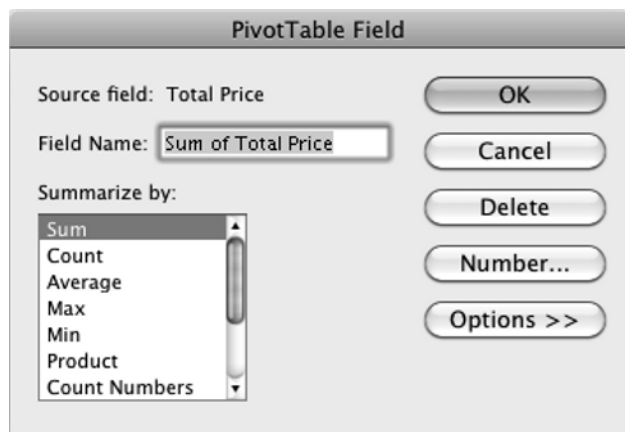 PivotTable Field
Source field: Total Price
Field Name: Sum of Total Price
Summarize by:
Sum
Count
Average
Max
Min
Product
Count Numbers
OK
Cancel
Delete
Number...
Options >>